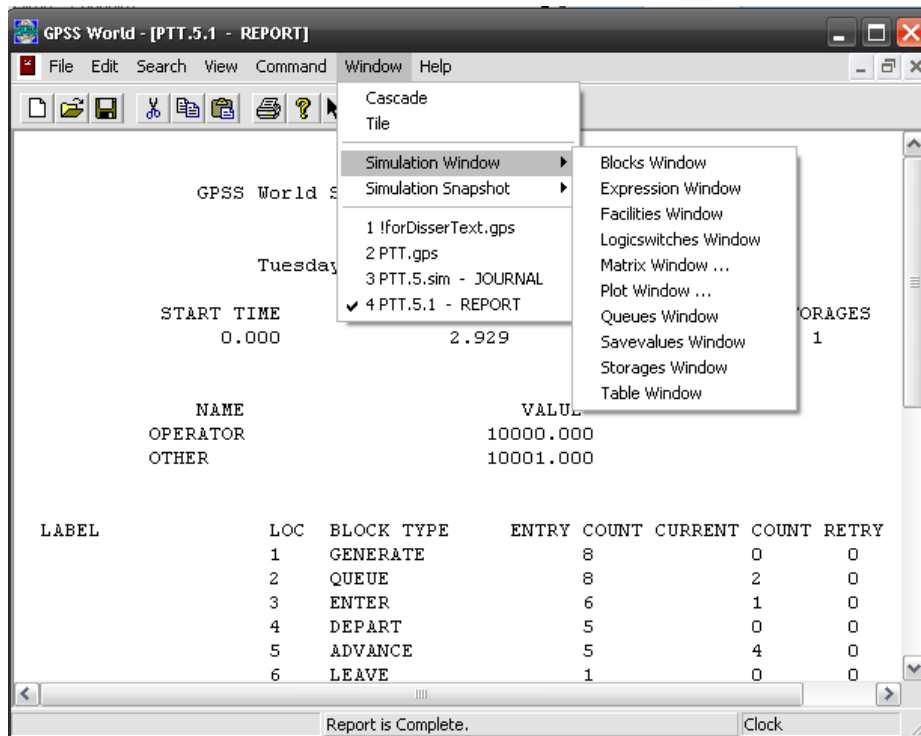 GPSS World - [PTT.5.1 - REPORT]
File Edit Search View Command Window Help
Cascade
Tile
Simulation Window
Simulation Snapshot
1 !forDisserText.gps
2 PTT.gps
3 PTT.5.sim - JOURNAL
4 PTT.5.1 - REPORT
Blocks Window
Expression Window
Facilities Window
Logicswitches Window
Matrix Window ...
Plot Window ...
Queues Window
Savevalues Window
Storages Window
Table Window
GPSS World
START TIME
0.000 2.929 1
NAME
OPERATOR 10000.000
OTHER 10001.000
LABEL LOC BLOCK TYPE ENTRY COUNT CURRENT COUNT RETRY
1 GENERATE 8 0 0
2 QUEUE 8 2 0
3 ENTER 6 1 0
4 DEPART 5 0 0
5 ADVANCE 5 4 0
6 LEAVE 1 0 0
Report is Complete. Clock